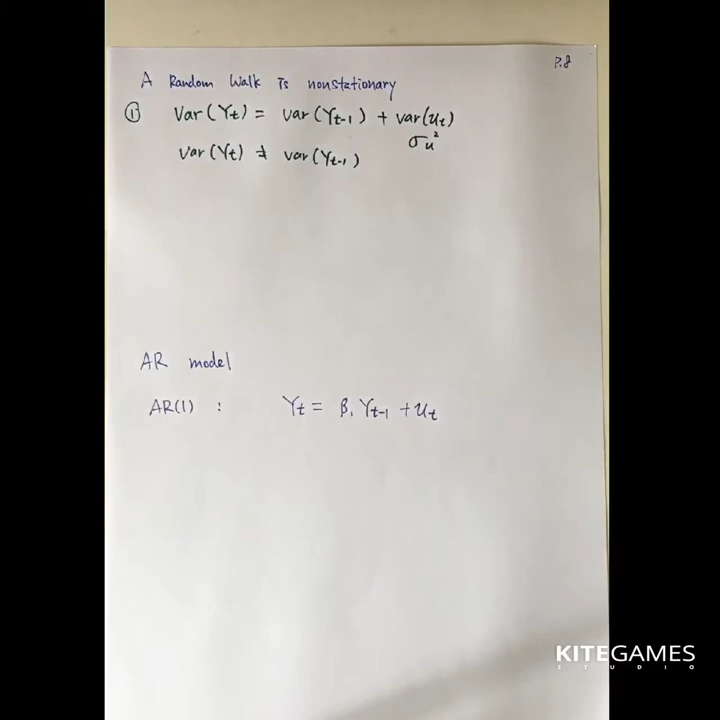 P.8
A Random Walk is nonstationary
① Var(Yt) = var(Yt-1) + var(ut)
σu²
var(Yt) ≠ var(Yt-1)
AR model
AR(1) : Yt = β1 Yt-1 + ut
KITEGAMES
STUDIO